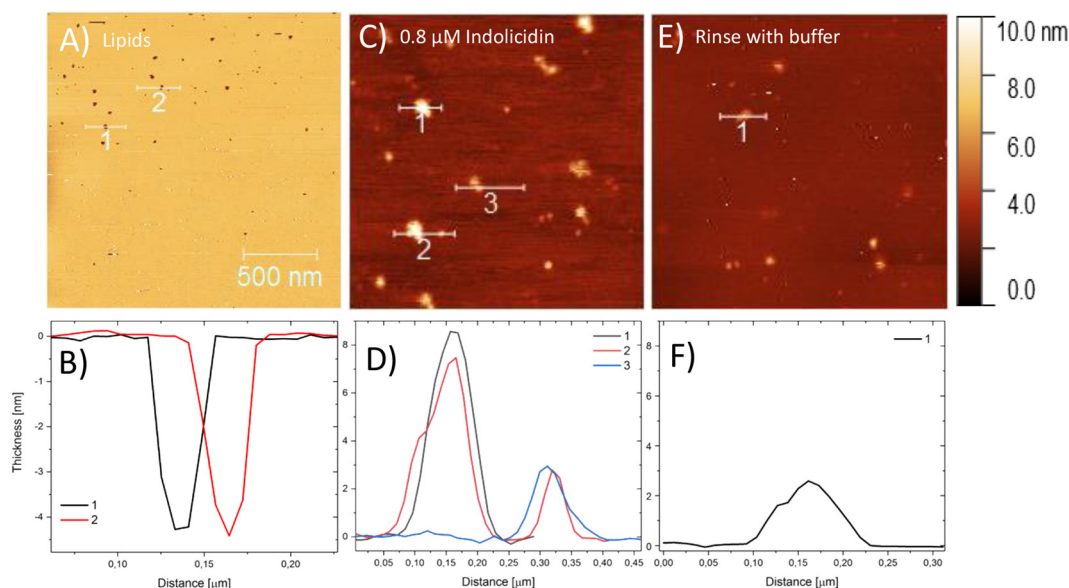 A) Lipids
1
2
500 nm
C) 0.8 µM Indolicidin
1
3
2
E) Rinse with buffer
1
10.0 nm
8.0
6.0
4.0
2.0
0.0
B)
Thickness [nm]
0
-1
-2
-3
-4
1
2
0,10 0,15 0,20
Distance [µm]
D)
8
6
4
2
0
1
2
3
0,05 0,10 0,15 0,20 0,25 0,30 0,35 0,40 0,45
Distance [µm]
F)
8
6
4
2
0
1
0,00 0,05 0,10 0,15 0,20 0,25 0,30
Distance [µm]